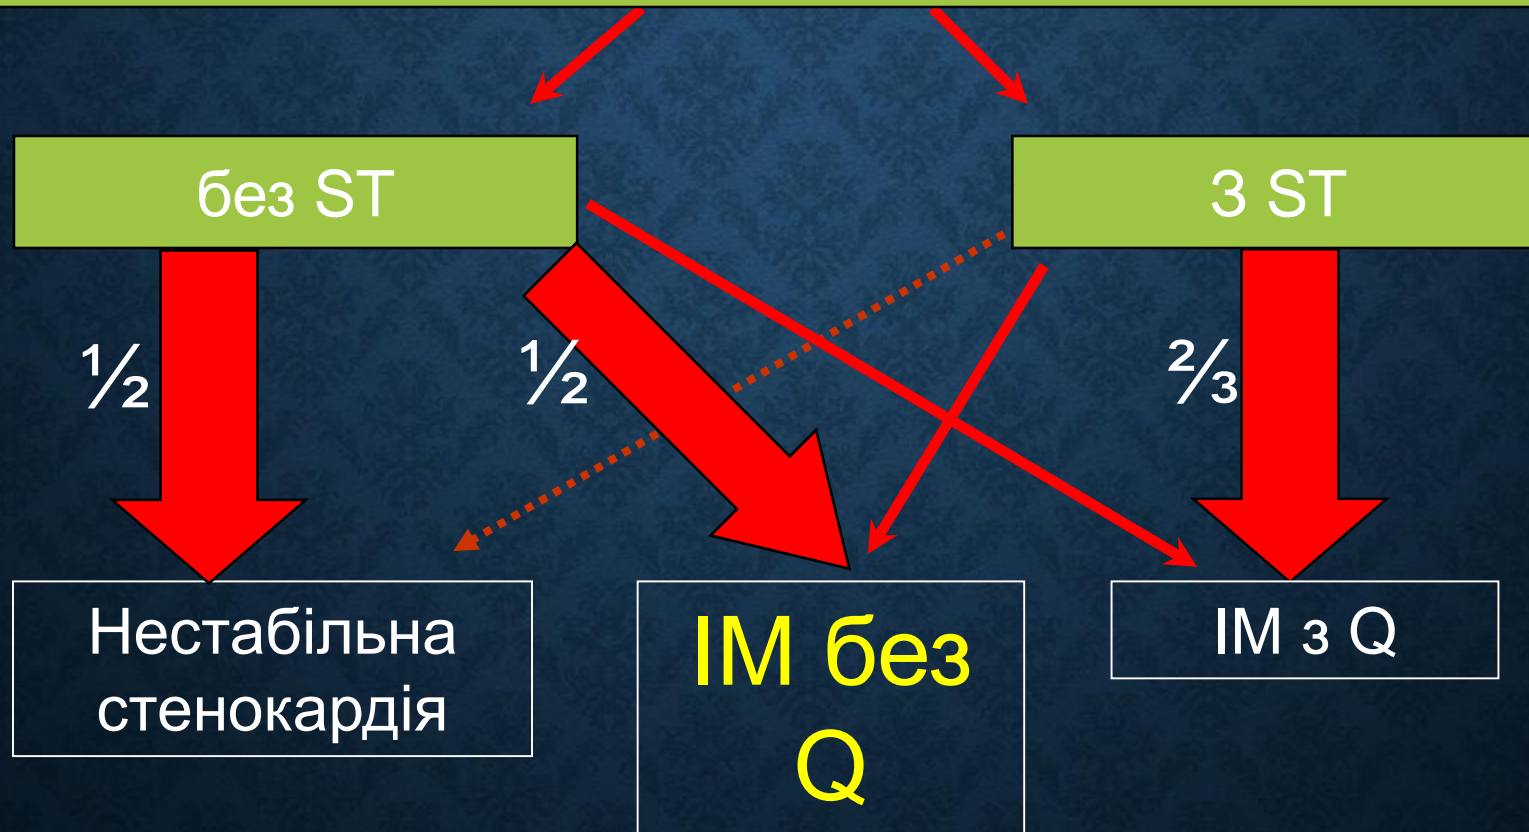 без ST
З ST
½
½
⅔
Нестабільна
стенокардія
ІМ без
Q
ІМ з Q